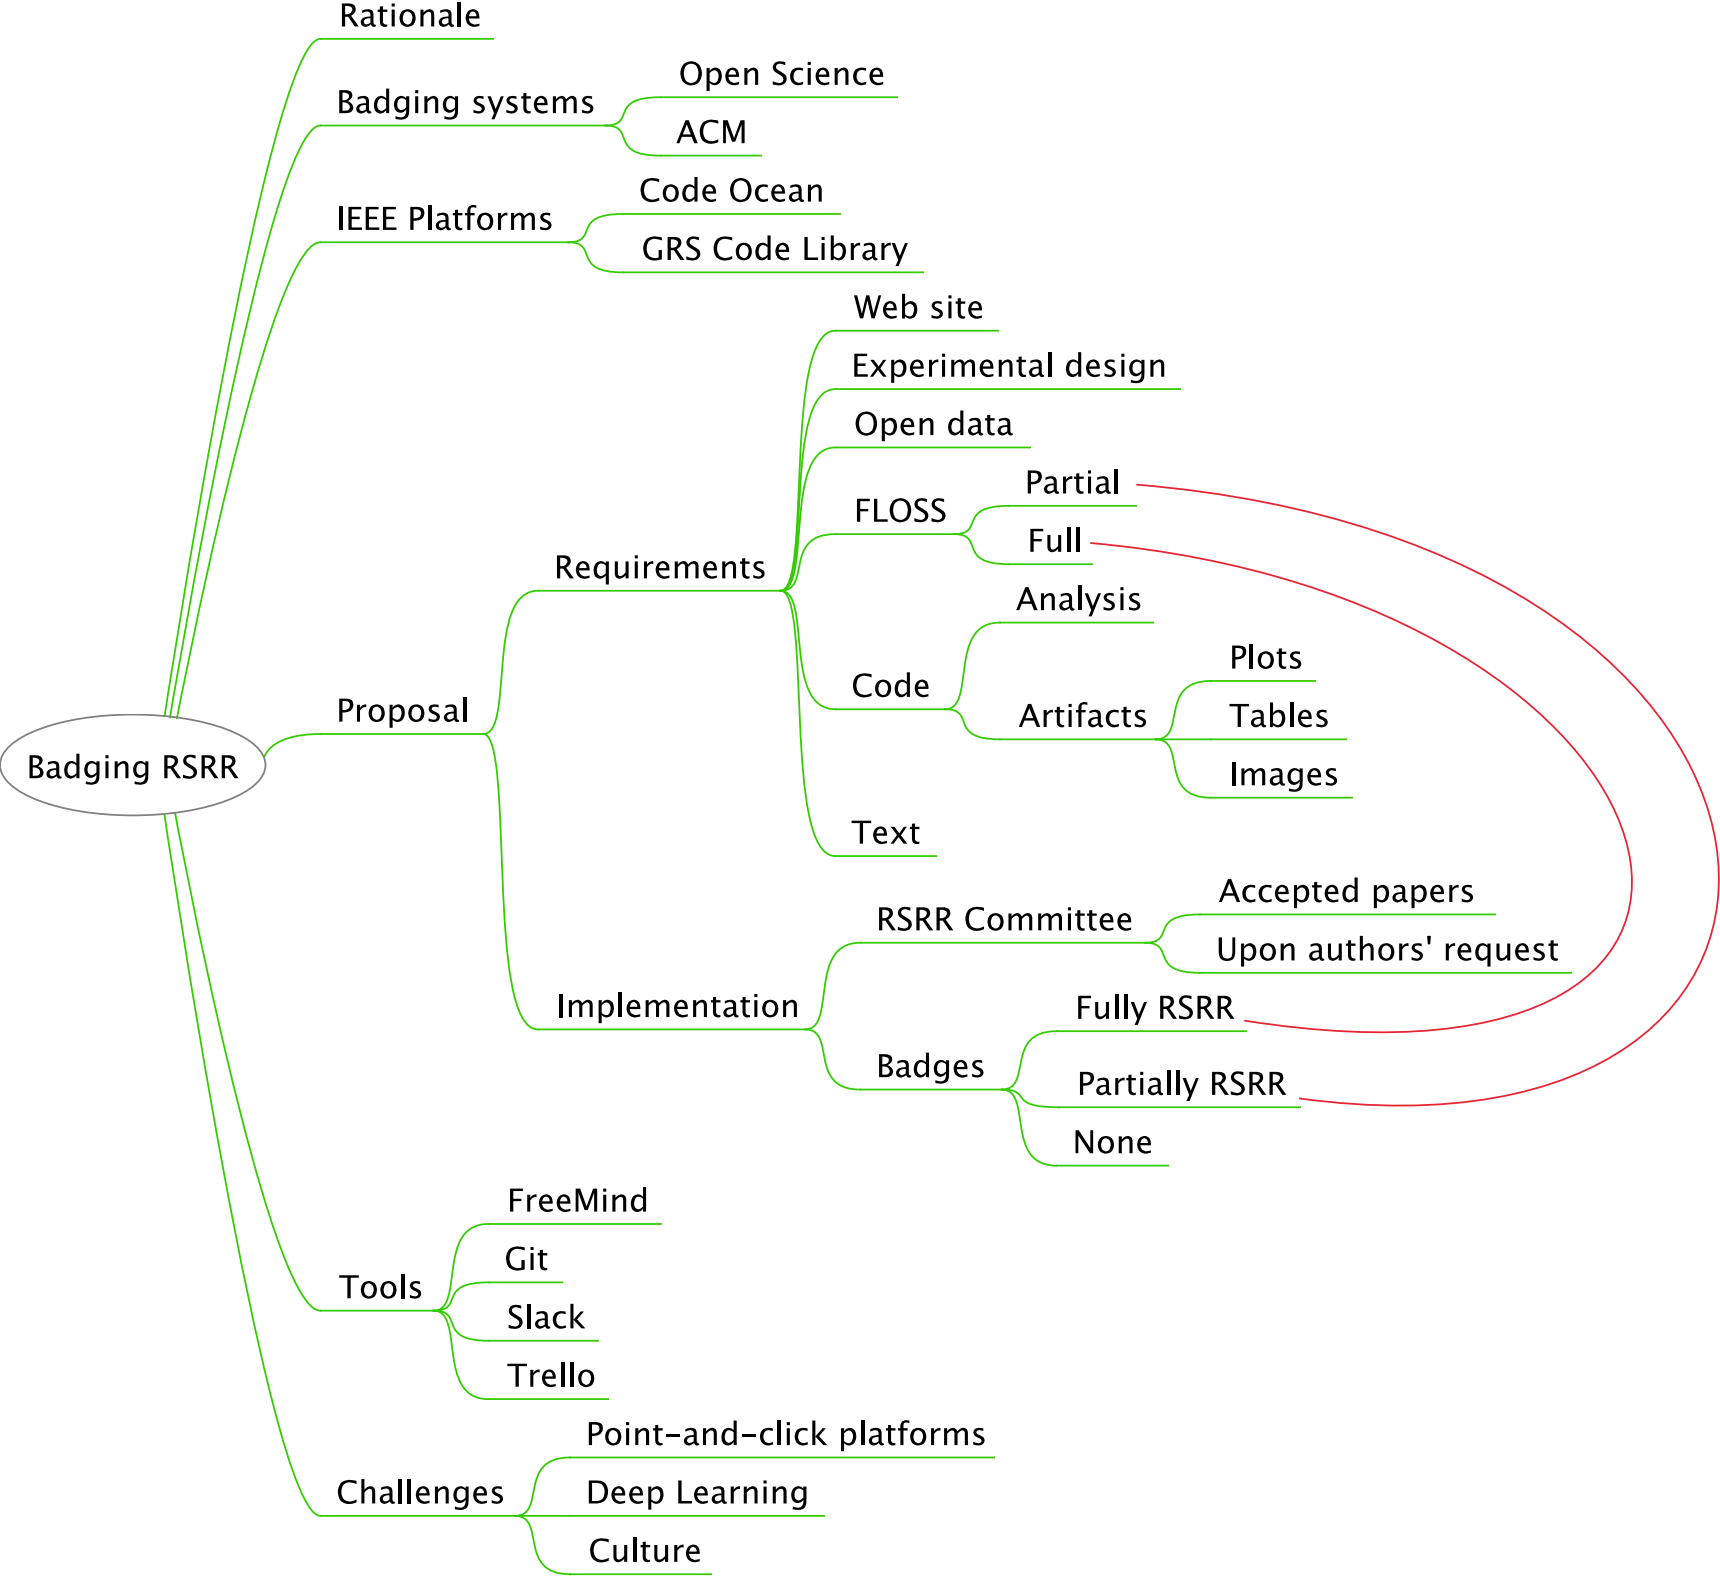 Rationale
Open Science
Badging systems
ACM
Code Ocean
IEEE Platforms
GRS Code Library
Web site
Experimental design
Open data
Partial
FLOSS
Full
Requirements
Analysis
Plots
Code
Artifacts
Tables
Proposal
Images
Badging RSRR
Text
Accepted papers
RSRR Committee
Upon authors' request
Implementation
Fully RSRR
Badges
Partially RSRR
None
FreeMind
Git
Tools
Slack
Trello
Point-and-click platforms
Challenges
Deep Learning
Culture